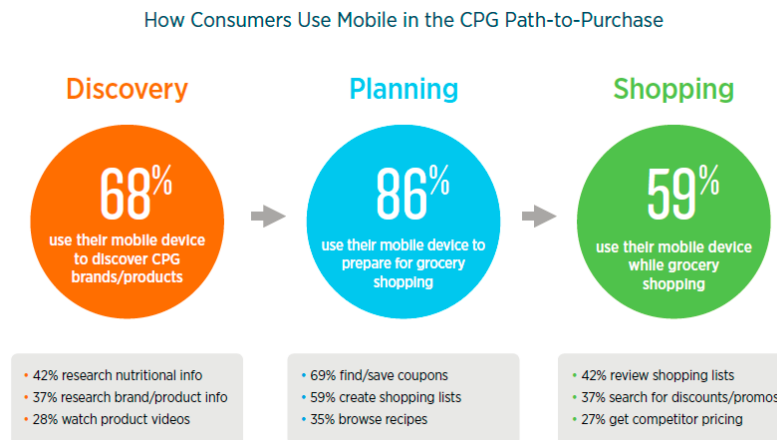 How Consumers Use Mobile in the CPG Path-to-Purchase
Discovery
68%
use their mobile device
to discover CPG
brands/products
• 42% research nutritional info
• 37% research brand/product info
• 28% watch product videos
Planning
86%
use their mobile device to
prepare for grocery
shopping
• 69% find/save coupons
• 59% create shopping lists
• 35% browse recipes
Shopping
59%
use their mobile device
while grocery
shopping
• 42% review shopping lists
• 37% search for discounts/promos
• 27% get competitor pricing